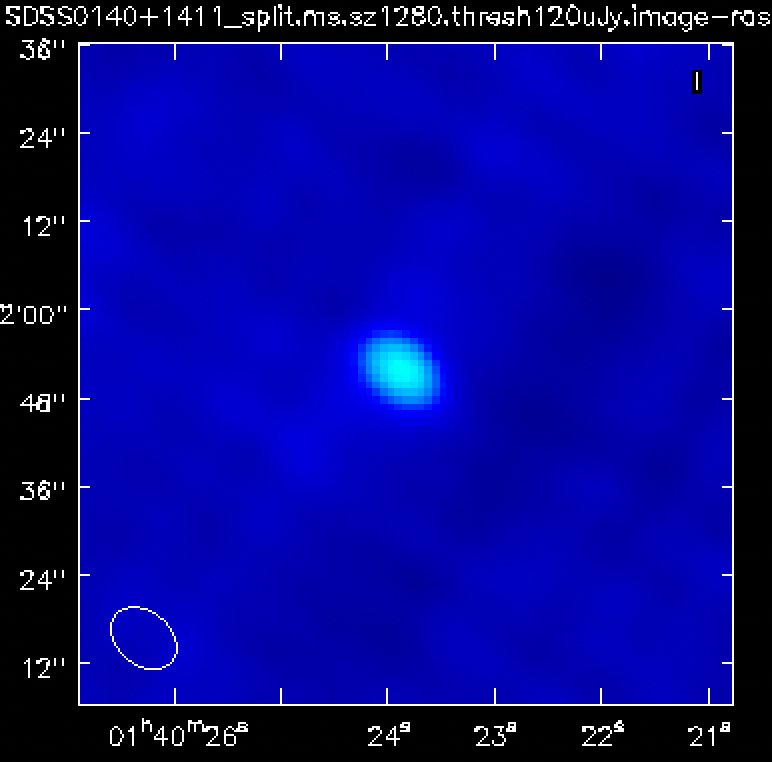 SDSS0140+1411_split.ms.sz1280.thresh120uJy.image-ras
I
36"
24"
12"
2'00"
48"
36"
24"
12"
01ʰ40ᵐ26ˢ 24ˢ 23ˢ 22ˢ 21ˢ